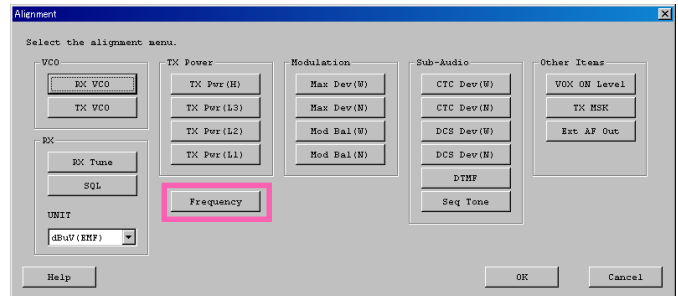 Alignment
Select the alignment menu.
VCO
RX VCO
TX VCO
RX
RX Tune
SQL
UNIT
dBuV(EMF)
TX Power
TX Pwr(H)
TX Pwr(L3)
TX Pwr(L2)
TX Pwr(L1)
Frequency
Modulation
Max Dev(W)
Max Dev(N)
Mod Bal(W)
Mod Bal(N)
Sub-Audio
CTC Dev(W)
CTC Dev(N)
DCS Dev(W)
DCS Dev(N)
DTMF
Seq Tone
Other Items
VOX ON Level
TX MSK
Ext AF Out
Help
OK
Cancel